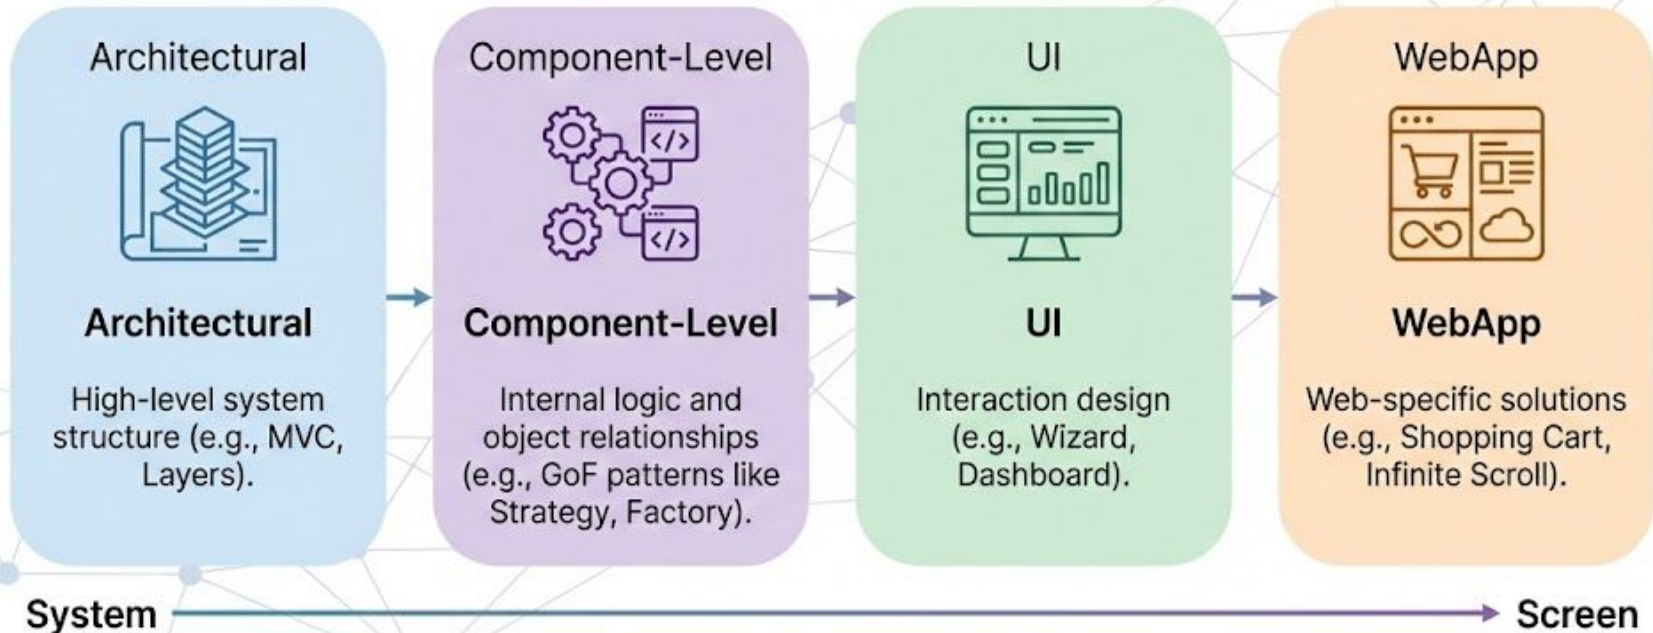 Architectural
Architectural
High-level system
structure (e.g., MVC,
Layers).
Component-Level
</>
</>
Component-Level
Internal logic and
object relationships
(e.g., GoF patterns like
Strategy, Factory).
UI
UI
Interaction design
(e.g., Wizard,
Dashboard).
WebApp
WebApp
Web-specific solutions
(e.g., Shopping Cart,
Infinite Scroll).
System
Screen